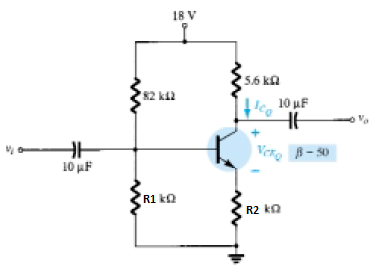 18 V
5.6 kΩ
82 kΩ
I_CQ
10 μF
v_o
v_i
10 μF
+
V_CEQ
β = 50
−
R1 kΩ
R2 kΩ